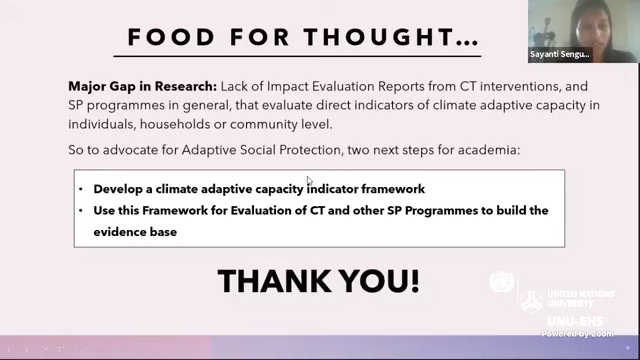 FOOD FOR THOUGHT...
Sayanti Sengu...
Major Gap in Research: Lack of Impact Evaluation Reports from CT interventions, and
SP programmes in general, that evaluate direct indicators of climate adaptive capacity in
individuals, households or community level.
So to advocate for Adaptive Social Protection, two next steps for academia:
• Develop a climate adaptive capacity indicator framework
• Use this Framework for Evaluation of CT and other SP Programmes to build the
evidence base
THANK YOU!
UNITED NATIONS
UNIVERSITY
UNU-EHS
Powered by Zoom